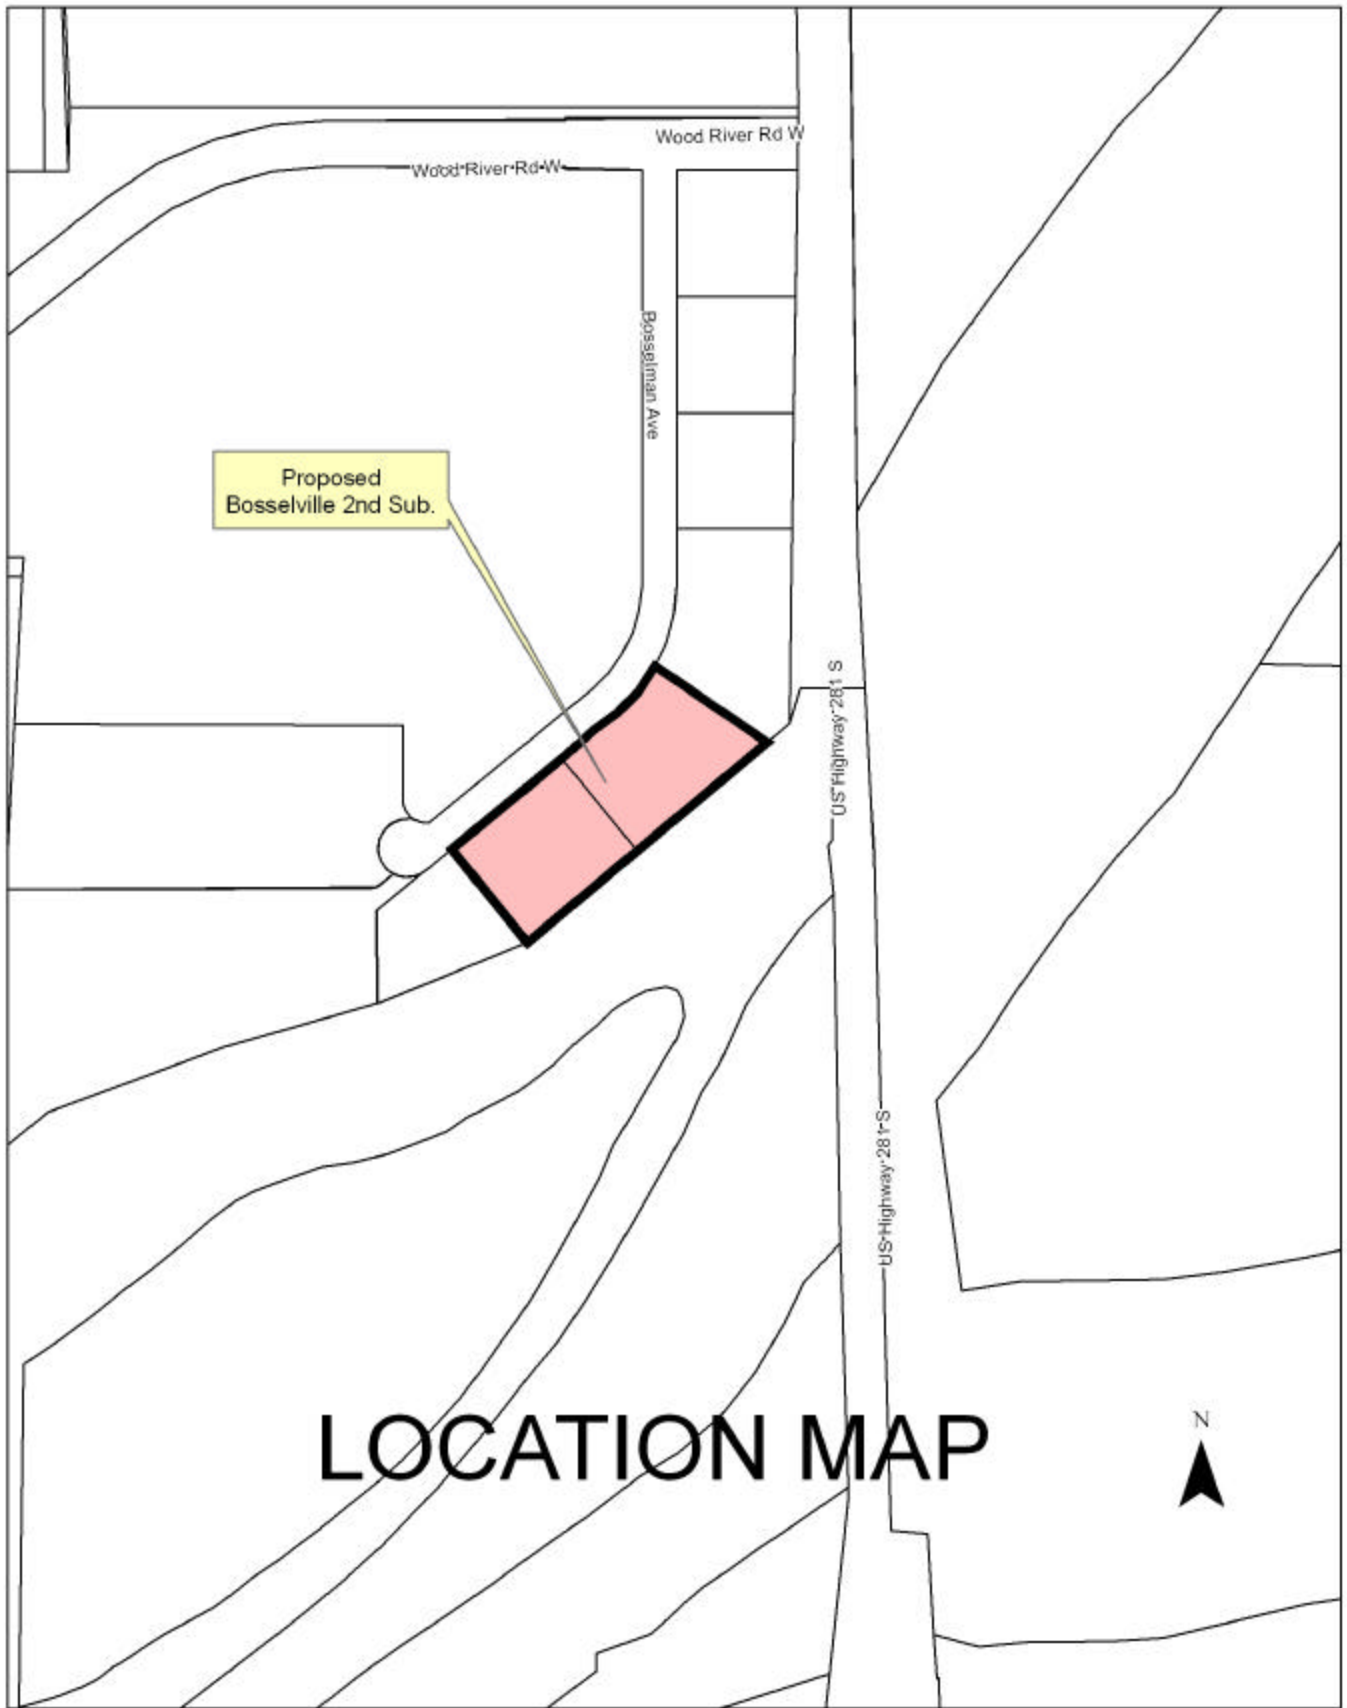 Wood River Rd W
Wood River Rd W
Bosselman Ave
Proposed
Bosselville 2nd Sub.
US Highway 281 S
US Highway 281 S
LOCATION MAP
N